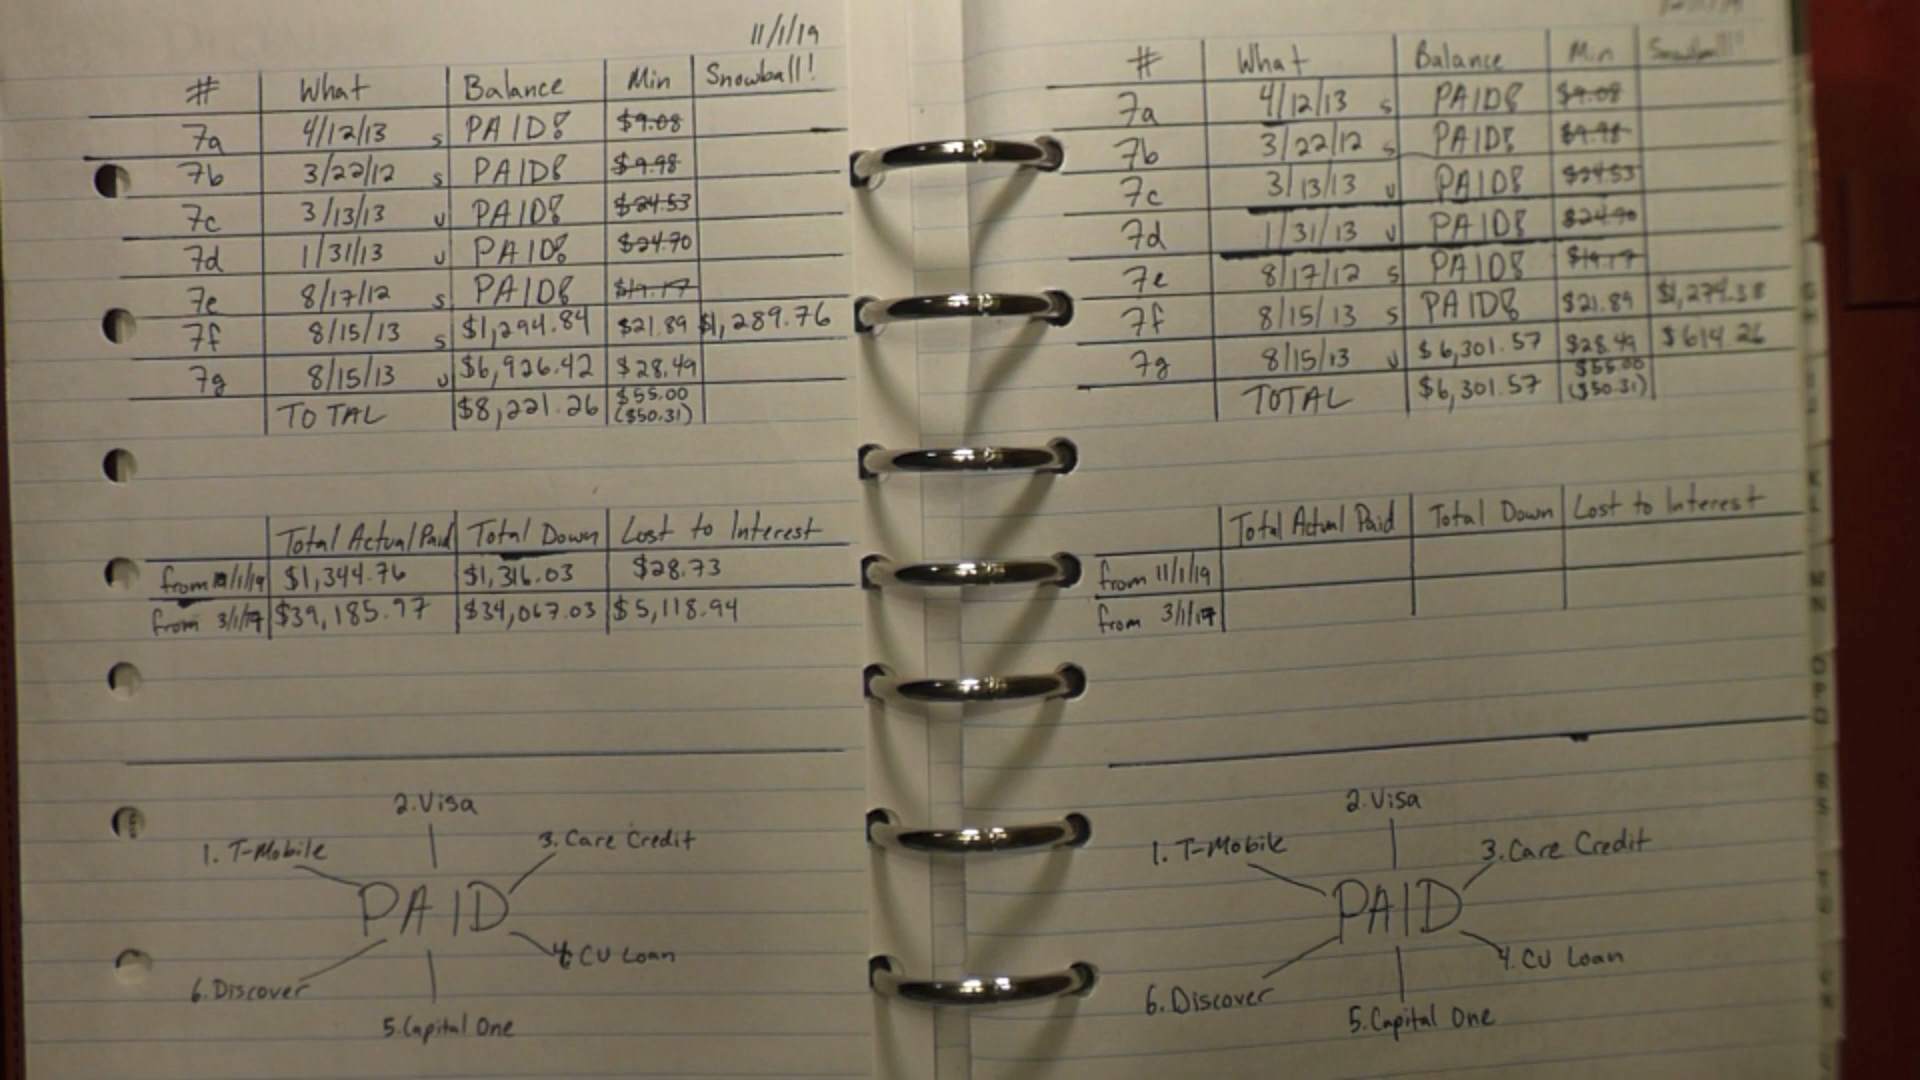 11/1/19
# What Balance Min Snowball!
7a 4/12/13 s PAID! $9.08
7b 3/22/12 s PAID! $9.98
7c 3/13/13 u PAID! $24.53
7d 1/31/13 u PAID! $24.70
7e 8/17/12 s PAID! $19.17
7f 8/15/13 s $1,294.84 $21.89 $1,289.76
7g 8/15/13 u $6,926.42 $28.49
TOTAL $8,221.26 $55.00
($50.31)
Total Actual Paid Total Down Lost to Interest
from /1/19 $1,344.76 $1,316.03 $28.73
from 3/1/17 $39,185.97 $34,067.03 $5,118.94
2. Visa
1. T-Mobile
3. Care Credit
PAID
4. CU Loan
6. Discover
5. Capital One
# What Balance Min Snowball!
7a 4/12/13 s PAID! $9.08
7b 3/22/12 s PAID! $9.98
7c 3/13/13 u PAID! $24.53
7d 1/31/13 u PAID! $24.70
7e 8/17/12 s PAID! $19.17
7f 8/15/13 s PAID! $21.89 $1,279.38
7g 8/15/13 u $6,301.57 $28.49 $614.26
TOTAL $6,301.57 $55.00
($50.31)
Total Actual Paid Total Down Lost to Interest
from 11/1/19
from 3/1/17
2. Visa
1. T-Mobile
3. Care Credit
PAID
4. CU Loan
6. Discover
5. Capital One